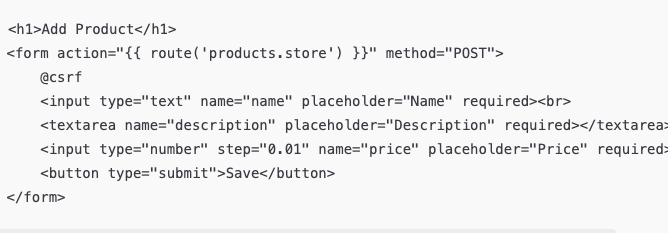 <h1>Add Product</h1>
<form action="{{ route('products.store') }}" method="POST">
    @csrf
    <input type="text" name="name" placeholder="Name" required><br>
    <textarea name="description" placeholder="Description" required></textarea>
    <input type="number" step="0.01" name="price" placeholder="Price" required>
    <button type="submit">Save</button>
</form>